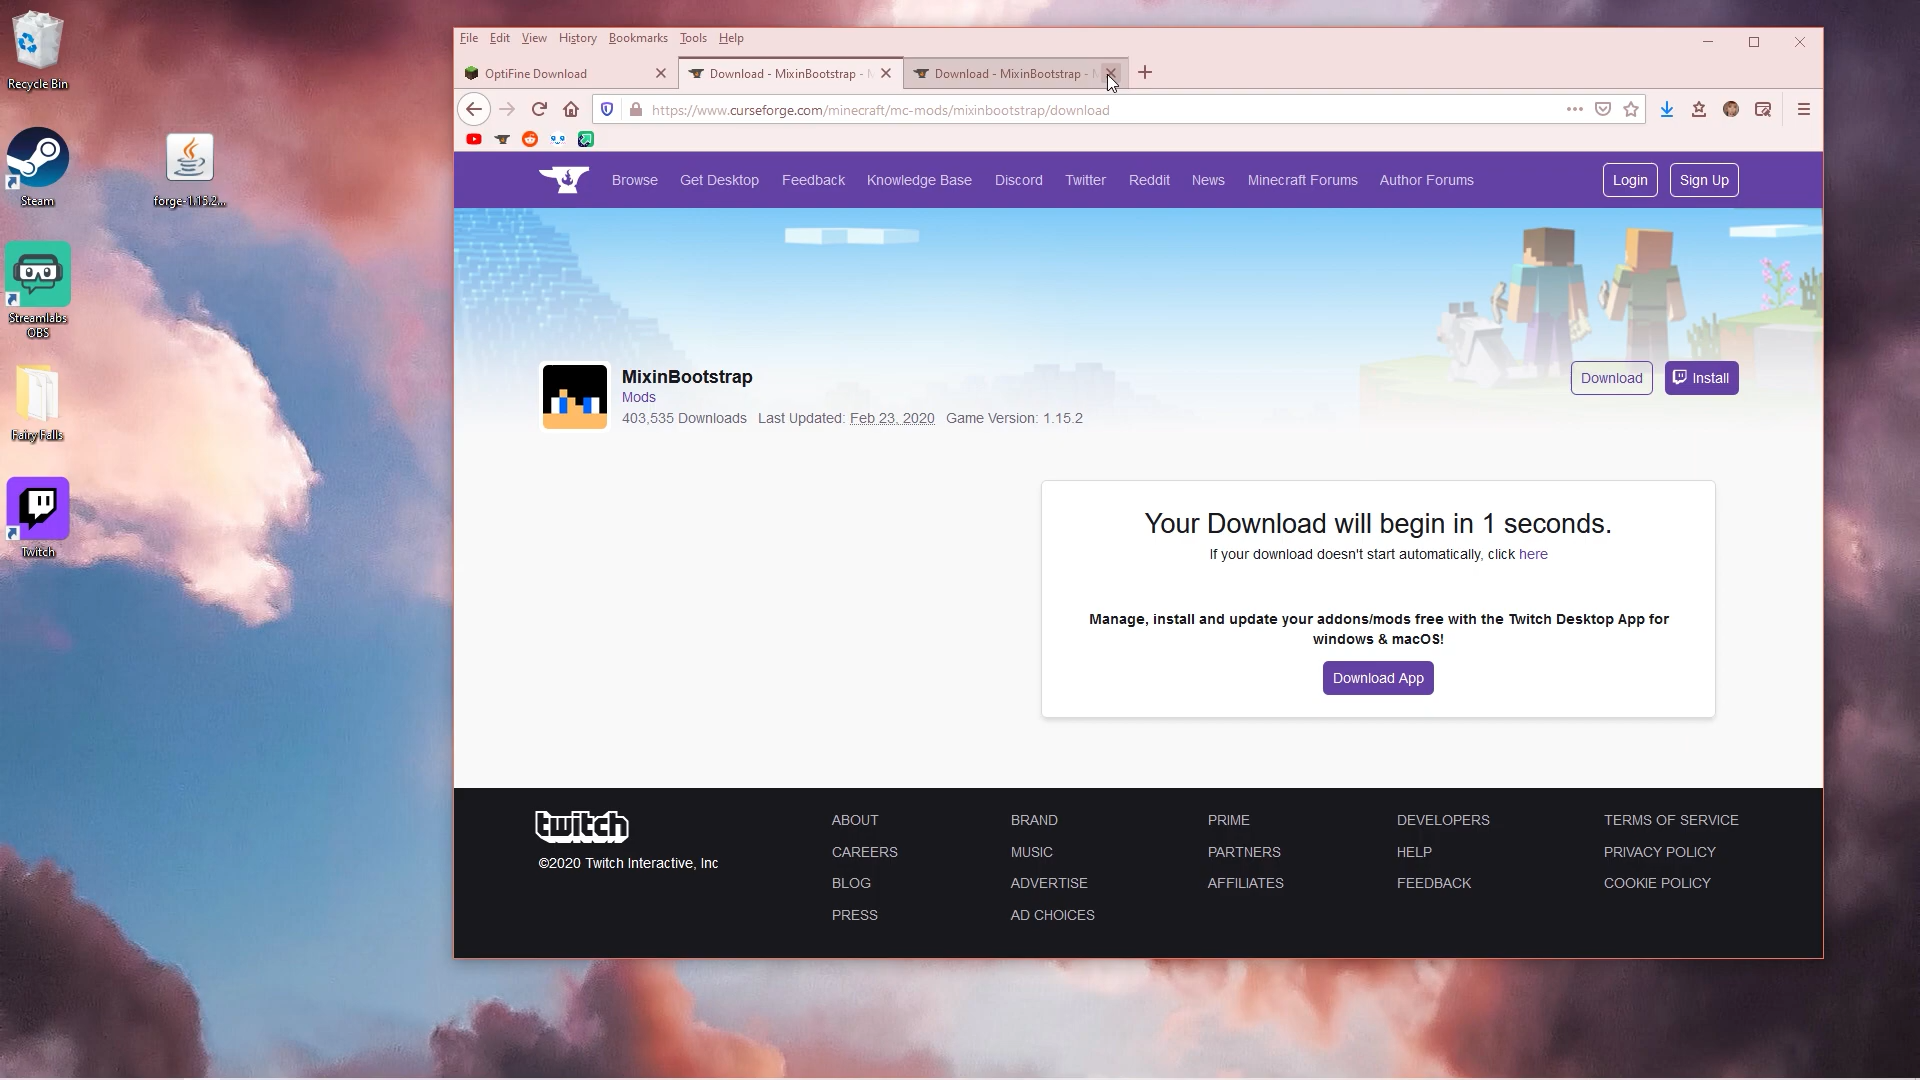 Recycle Bin
Steam
forge-1.15.2...
Streamlabs
OBS
Fairy Falls
Twitch
File Edit View History Bookmarks Tools Help
OptiFine Download
Download - MixinBootstrap -
Download - MixinBootstrap -
https://www.curseforge.com/minecraft/mc-mods/mixinbootstrap/download
Browse Get Desktop Feedback Knowledge Base Discord Twitter Reddit News Minecraft Forums Author Forums Login Sign Up
MixinBootstrap
Mods
403,535 Downloads Last Updated: Feb 23, 2020 Game Version: 1.15.2
Download Install
Your Download will begin in 1 seconds.
If your download doesn't start automatically, click here
Manage, install and update your addons/mods free with the Twitch Desktop App for
windows & macOS!
Download App
twitch
©2020 Twitch Interactive, Inc
ABOUT
CAREERS
BLOG
PRESS
BRAND
MUSIC
ADVERTISE
AD CHOICES
PRIME
PARTNERS
AFFILIATES
DEVELOPERS
HELP
FEEDBACK
TERMS OF SERVICE
PRIVACY POLICY
COOKIE POLICY